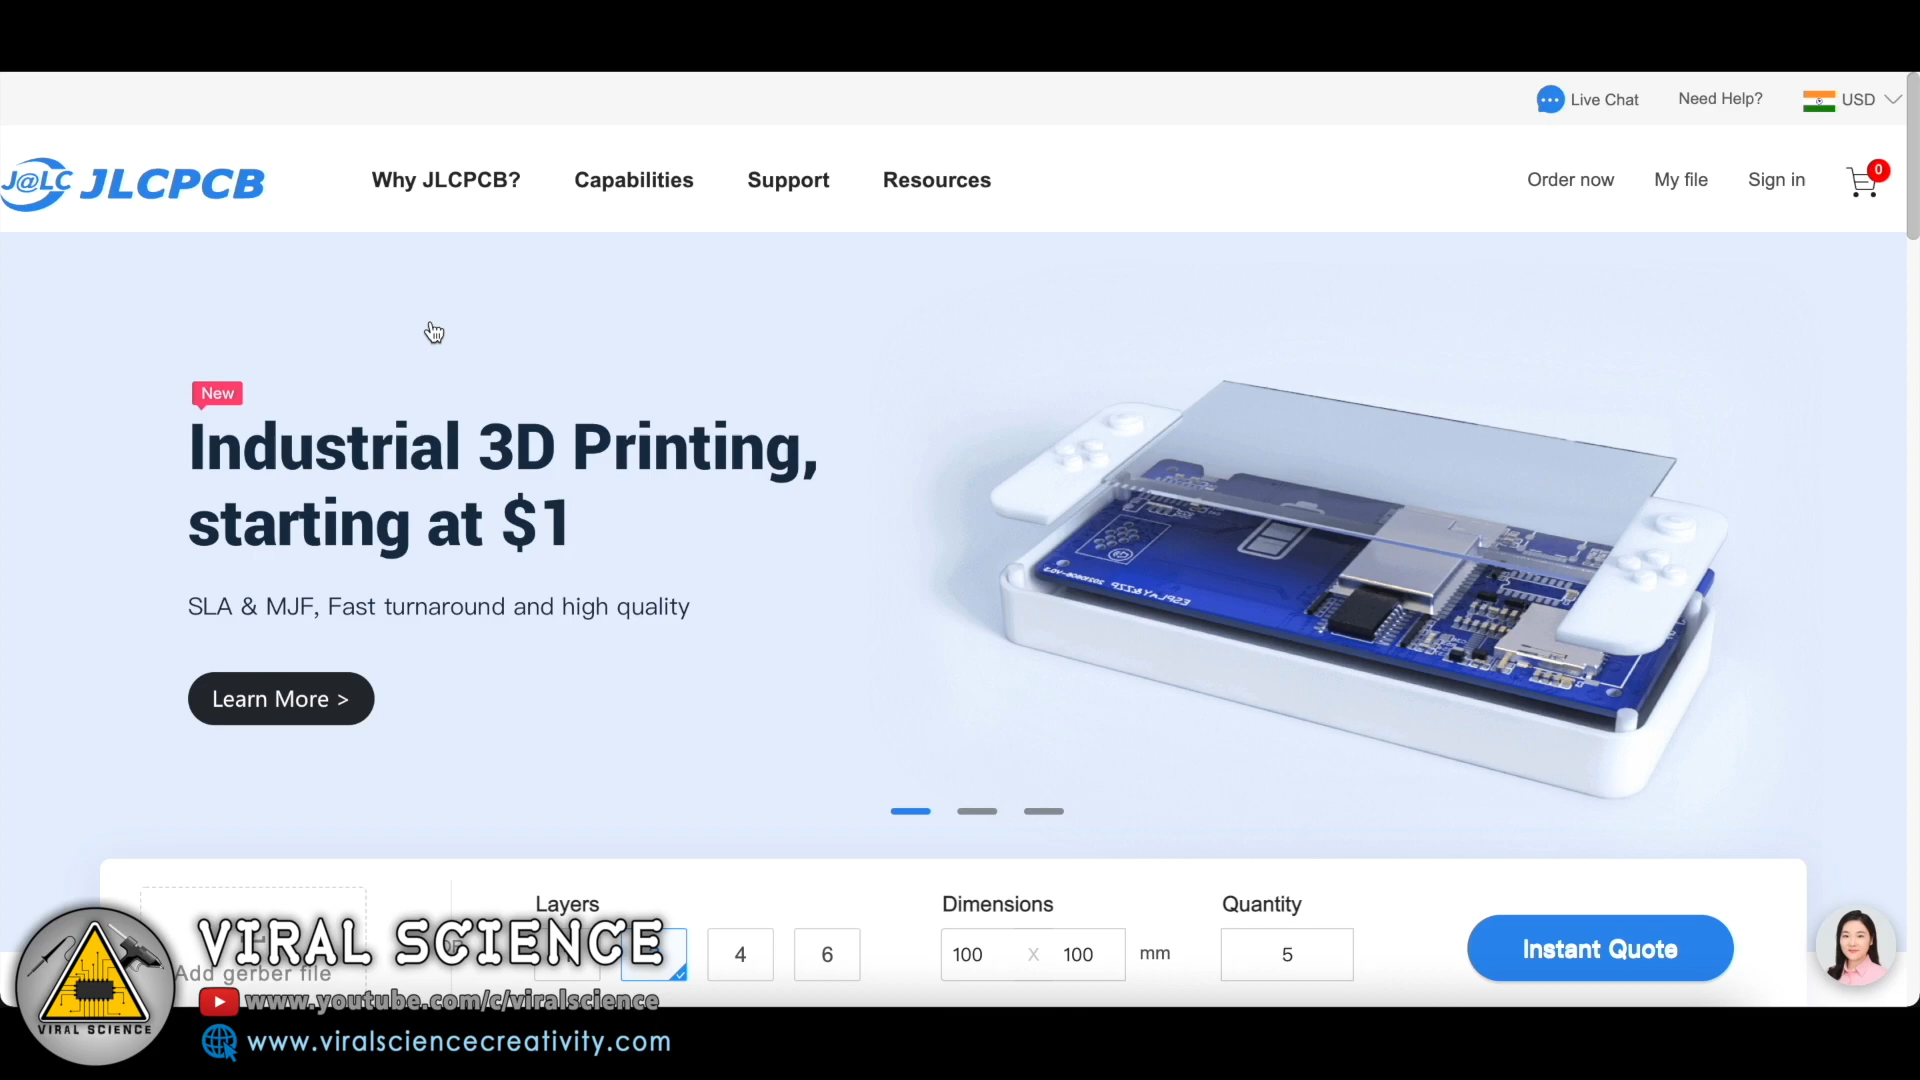 Live Chat
Need Help?
USD
J@LC JLCPCB
Why JLCPCB?
Capabilities
Support
Resources
Order now
My file
Sign in
0
New
Industrial 3D Printing,
starting at $1
SLA & MJF, Fast turnaround and high quality
Learn More >
Layers
4
6
Dimensions
100 X 100 mm
Quantity
5
Instant Quote
Add gerber file
VIRAL SCIENCE
www.youtube.com/c/viralscience
www.viralsciencecreativity.com
VIRAL SCIENCE